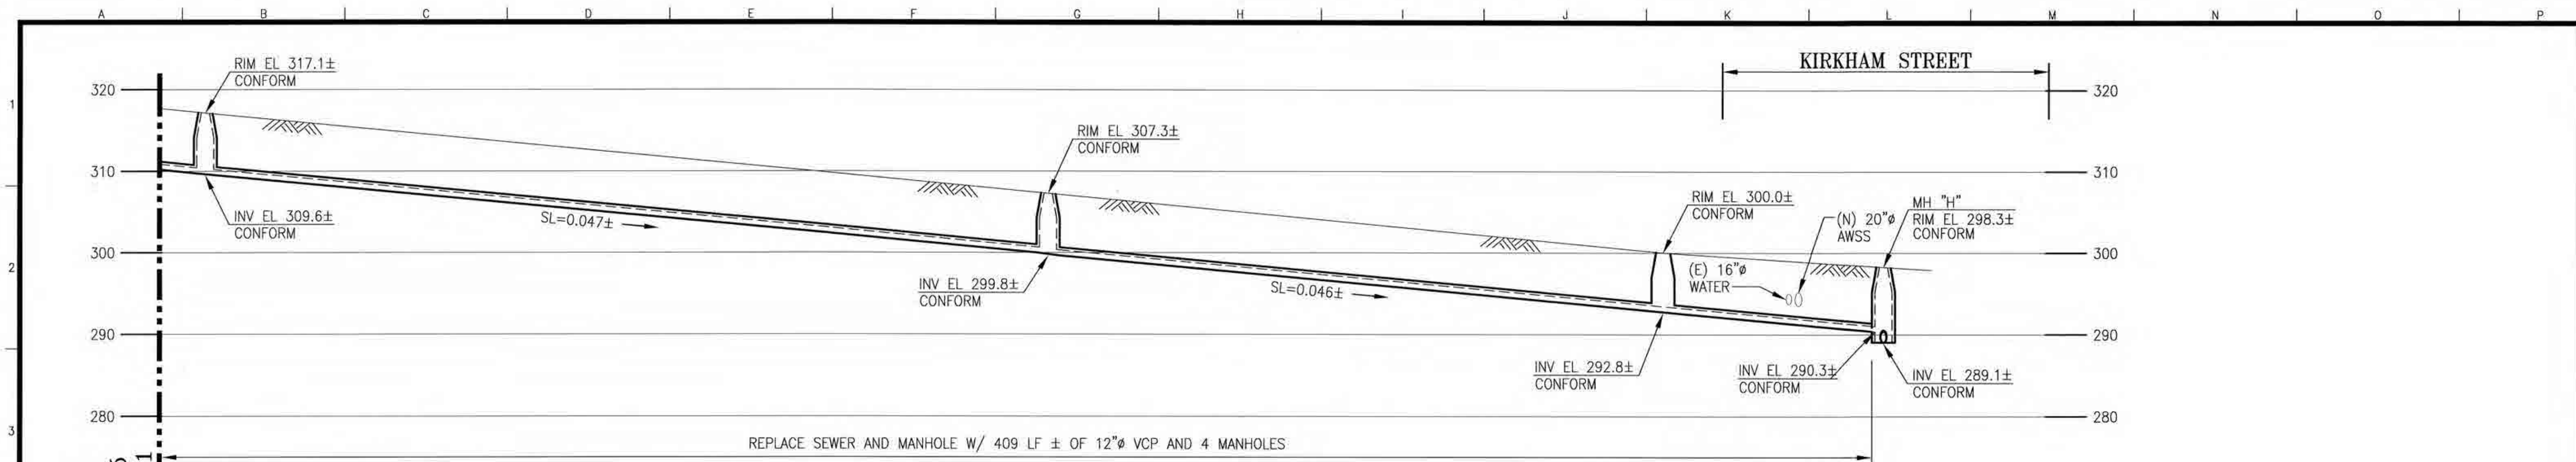 A B C D E F G H I J K L M N O P
KIRKHAM STREET
RIM EL 317.1±
CONFORM
1
320
320
RIM EL 307.3±
CONFORM
310
310
INV EL 309.6±
CONFORM
SL=0.047±
RIM EL 300.0±
CONFORM
MH "H"
RIM EL 298.3±
CONFORM
(N) 20"ø
AWSS
2
300
300
(E) 16"ø
WATER
INV EL 299.8±
CONFORM
SL=0.046±
290
290
INV EL 292.8±
CONFORM
INV EL 290.3±
CONFORM
INV EL 289.1±
CONFORM
280
280
3
REPLACE SEWER AND MANHOLE W/ 409 LF ± OF 12"ø VCP AND 4 MANHOLES